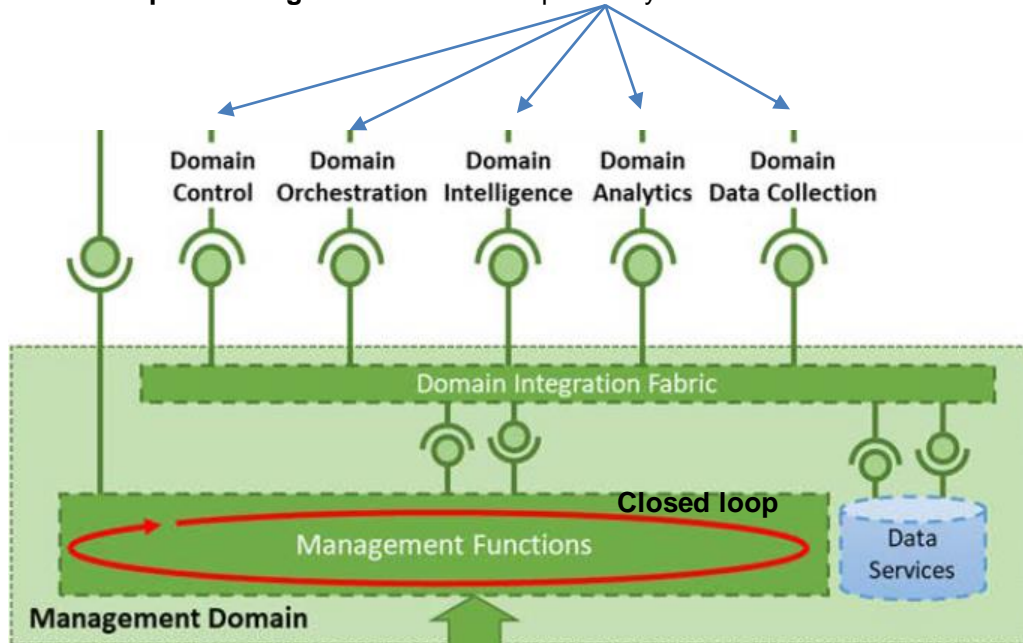 Domain
Control
Domain
Orchestration
Domain
Intelligence
Domain
Analytics
Domain
Data Collection
Domain Integration Fabric
Closed loop
Management Functions
Data
Services
Management Domain